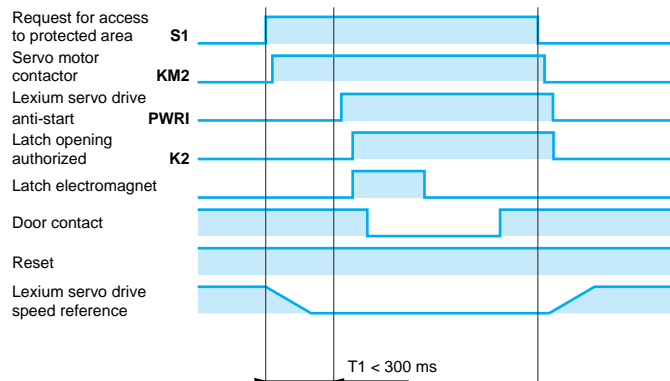 Request for access
to protected area S1
Servo motor
contactor KM2
Lexium servo drive
anti-start PWRI
Latch opening
authorized K2
Latch electromagnet
Door contact
Reset
Lexium servo drive
speed reference
T1 < 300 ms